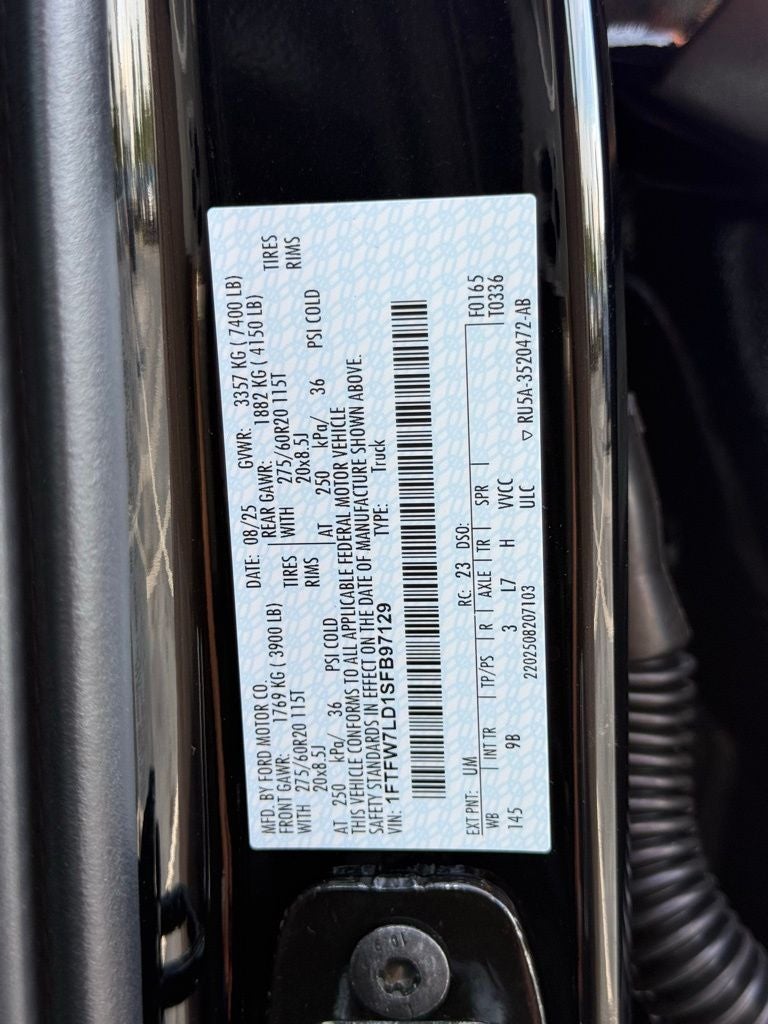 MFD. BY FORD MOTOR CO.
DATE: 08/25 GVWR: 3357 KG ( 7400 LB)
FRONT GAWR: 1769 KG ( 3900 LB) REAR GAWR: 1882 KG ( 4150 LB)
WITH 275/60R20 115T TIRES WITH 275/60R20 115T TIRES
20x8.5J RIMS 20x8.5J RIMS
AT 250 kPa/ 36 PSI COLD AT 250 kPa/ 36 PSI COLD
THIS VEHICLE CONFORMS TO ALL APPLICABLE FEDERAL MOTOR VEHICLE
SAFETY STANDARDS IN EFFECT ON THE DATE OF MANUFACTURE SHOWN ABOVE.
VIN: 1FTFW7LD1SFB97129 TYPE: Truck
EXT PNT: UM RC: 23 DSO: F0165
WB INT TR TP/PS R AXLE TR SPR T0336
145 9B 3 L7 H VVCC
2202508207103 ULC ▽ RU5A-3520472-AB
10.9